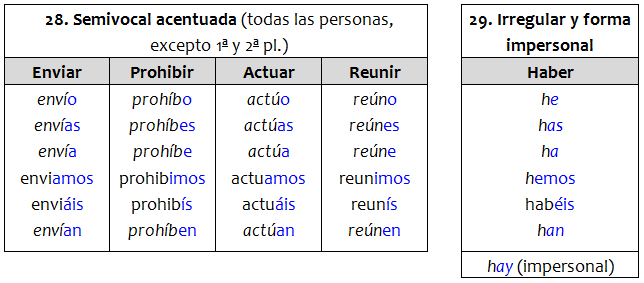 28. Semivocal acentuada (todas las personas,
excepto 1ª y 2ª pl.)
Enviar Prohibir Actuar Reunir
envío prohíbo actúo reúno
envías prohíbes actúas reúnes
envía prohíbe actúa reúne
enviamos prohibimos actuamos reunimos
enviáis prohibís actuáis reunís
envían prohíben actúan reúnen
29. Irregular y forma
impersonal
Haber
he
has
ha
hemos
habéis
han
hay (impersonal)